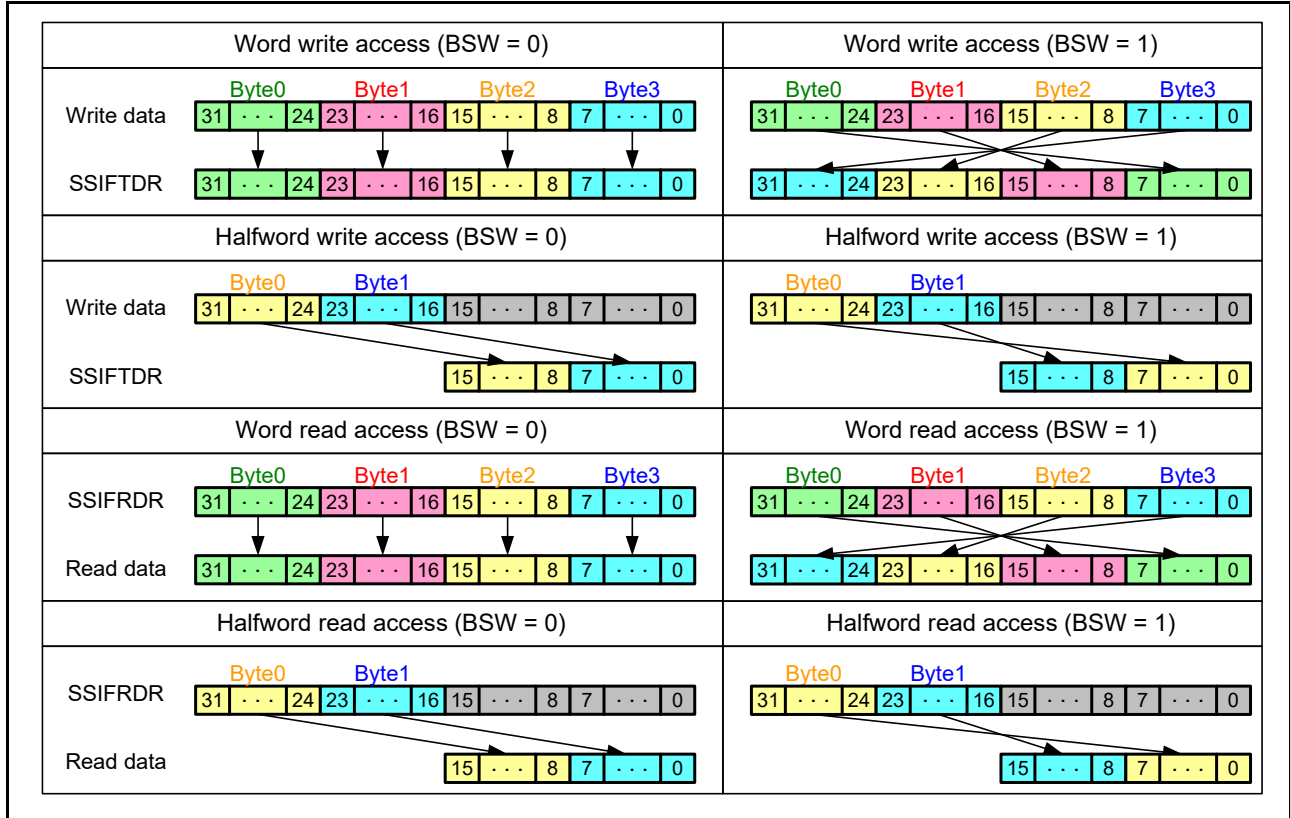 Word write access (BSW = 0) Word write access (BSW = 1)
Byte0 Byte1 Byte2 Byte3 Byte0 Byte1 Byte2 Byte3
Write data 31 ··· 24 23 ··· 16 15 ··· 8 7 ··· 0 31 ··· 24 23 ··· 16 15 ··· 8 7 ··· 0
SSIFTDR 31 ··· 24 23 ··· 16 15 ··· 8 7 ··· 0 31 ··· 24 23 ··· 16 15 ··· 8 7 ··· 0
Halfword write access (BSW = 0) Halfword write access (BSW = 1)
Byte0 Byte1 Byte0 Byte1
Write data 31 ··· 24 23 ··· 16 15 ··· 8 7 ··· 0 31 ··· 24 23 ··· 16 15 ··· 8 7 ··· 0
SSIFTDR 15 ··· 8 7 ··· 0 15 ··· 8 7 ··· 0
Word read access (BSW = 0) Word read access (BSW = 1)
Byte0 Byte1 Byte2 Byte3 Byte0 Byte1 Byte2 Byte3
SSIFRDR 31 ··· 24 23 ··· 16 15 ··· 8 7 ··· 0 31 ··· 24 23 ··· 16 15 ··· 8 7 ··· 0
Read data 31 ··· 24 23 ··· 16 15 ··· 8 7 ··· 0 31 ··· 24 23 ··· 16 15 ··· 8 7 ··· 0
Halfword read access (BSW = 0) Halfword read access (BSW = 1)
Byte0 Byte1 Byte0 Byte1
SSIFRDR 31 ··· 24 23 ··· 16 15 ··· 8 7 ··· 0 31 ··· 24 23 ··· 16 15 ··· 8 7 ··· 0
Read data 15 ··· 8 7 ··· 0 15 ··· 8 7 ··· 0